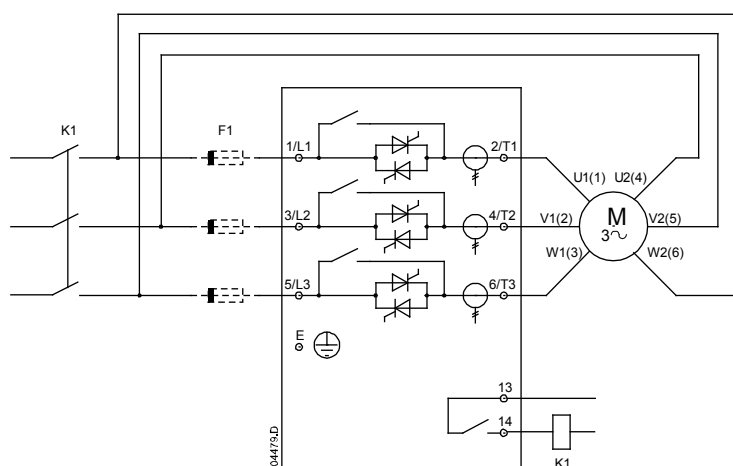 K1
F1
1/L1
2/T1
U1(1)
U2(4)
3/L2
4/T2
V1(2)
M
3~
V2(5)
W1(3)
W2(6)
5/L3
6/T3
E
13
14
K1
04479.D